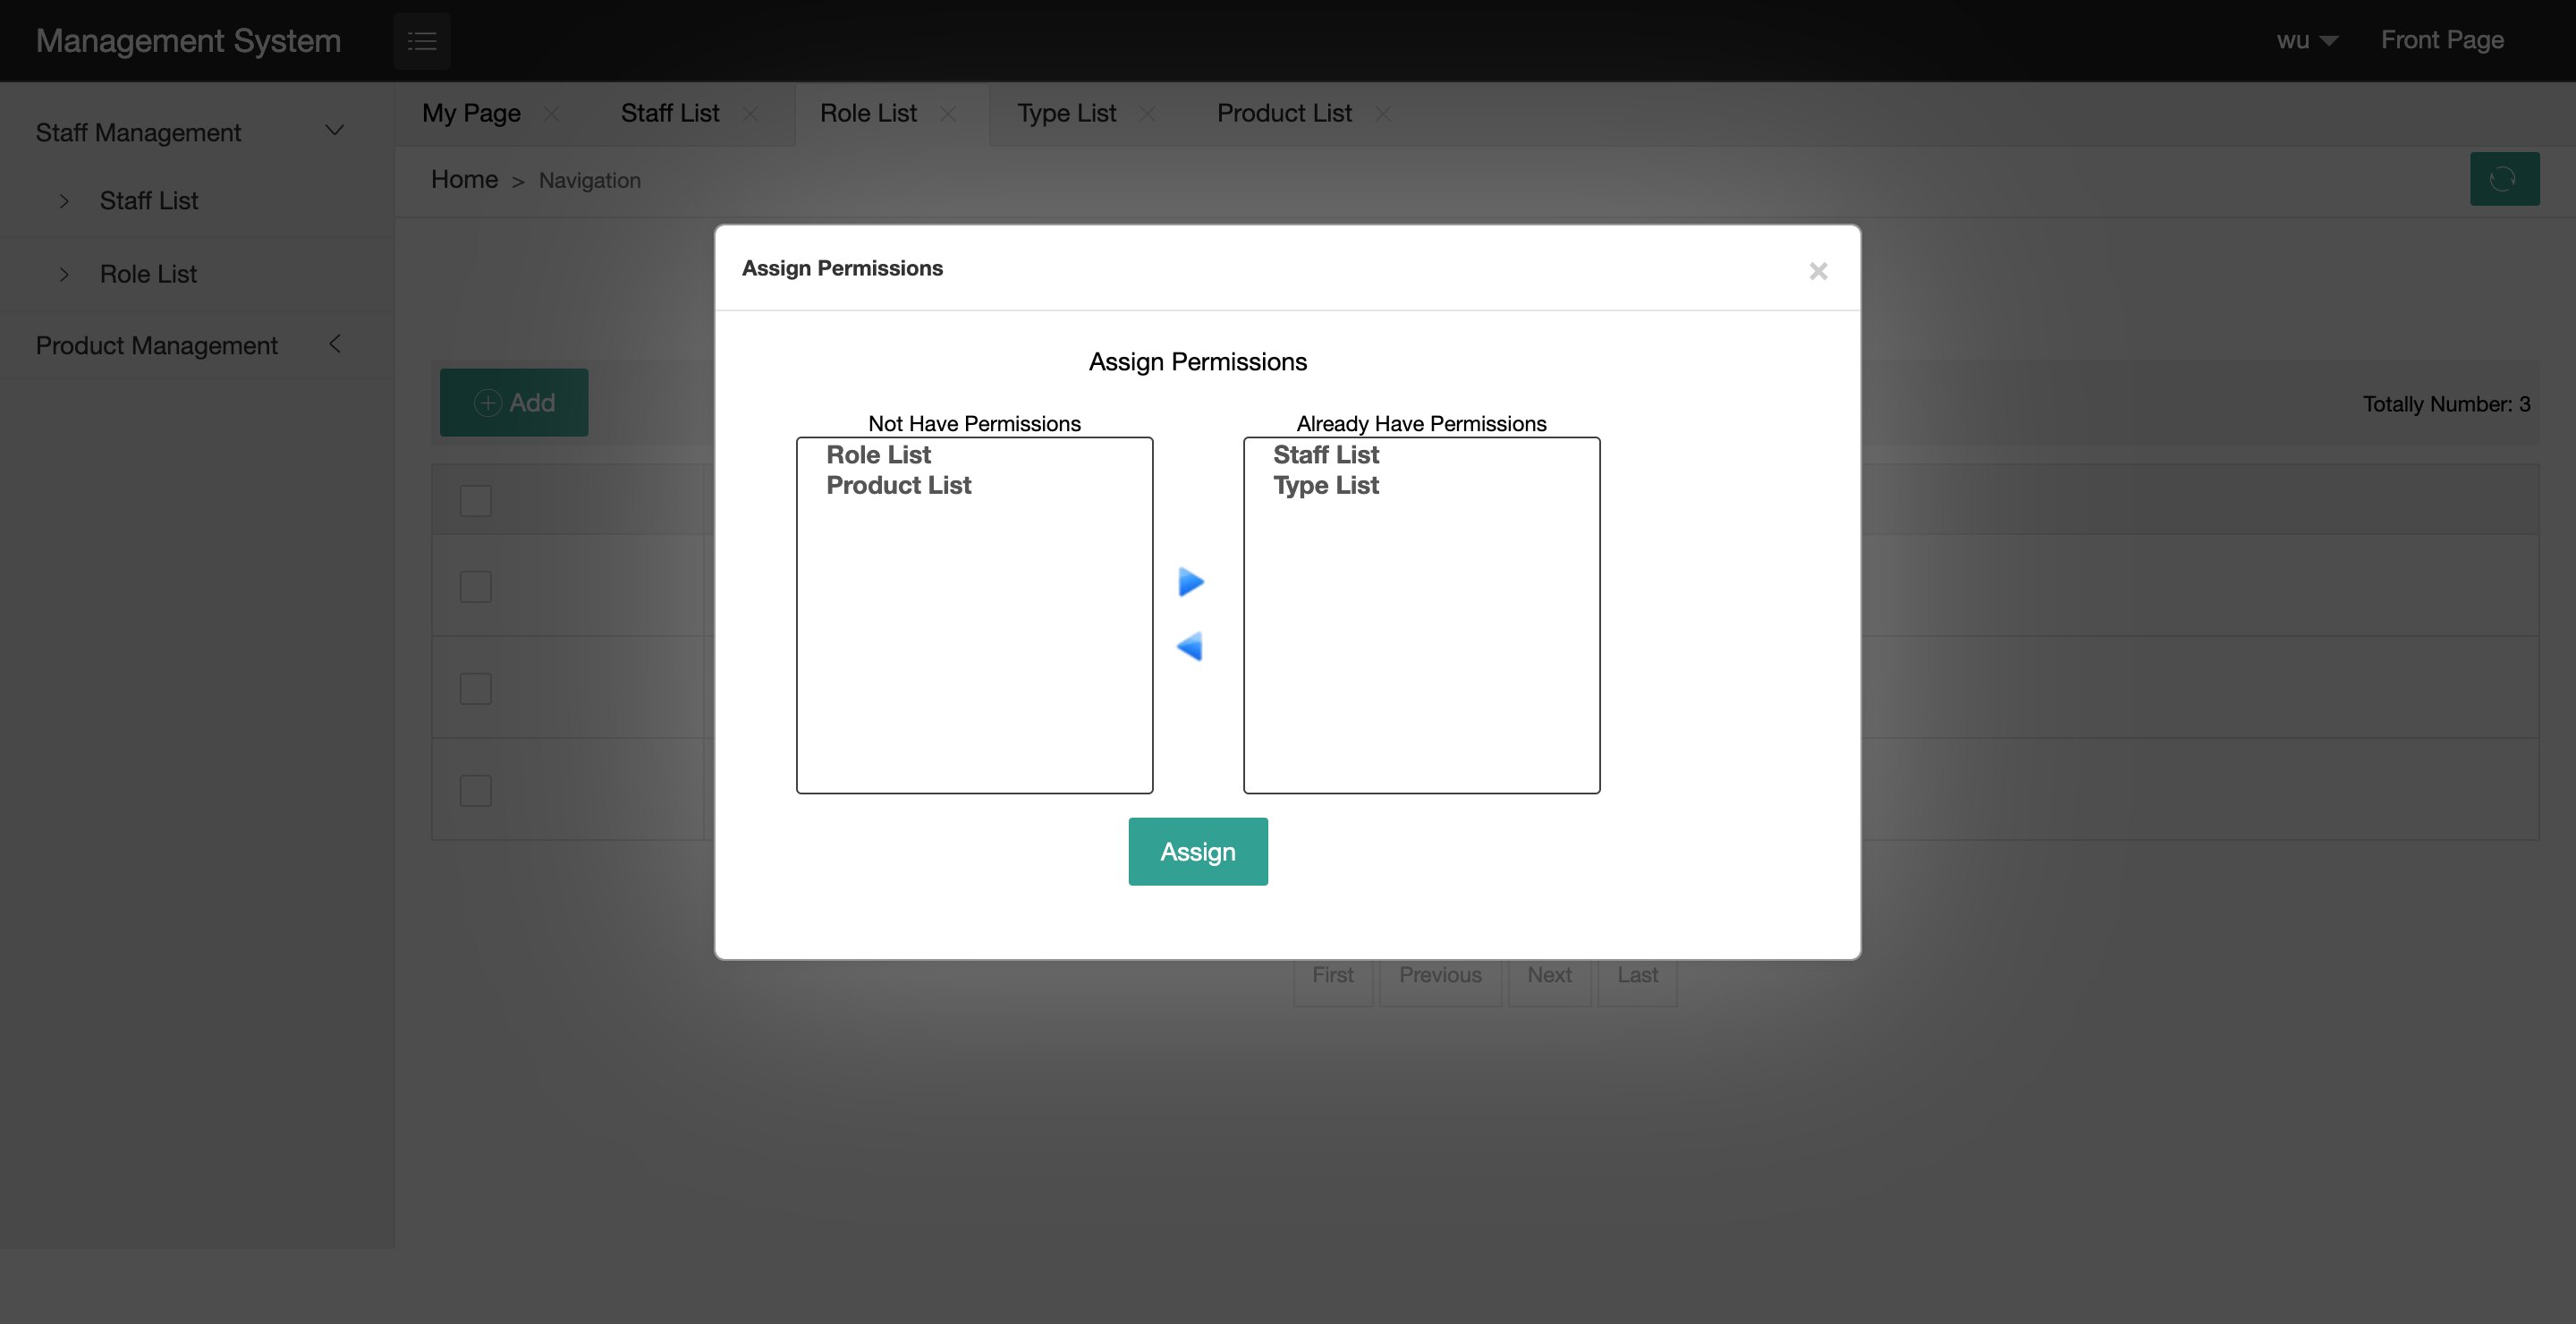 Management System
wu
Front Page
Staff Management
Staff List
Role List
Product Management
My Page
Staff List
Role List
Type List
Product List
Home > Navigation
Add
Totally Number: 3
Assign Permissions
Assign Permissions
Not Have Permissions
Role List
Product List
Already Have Permissions
Staff List
Type List
Assign
First
Previous
Next
Last